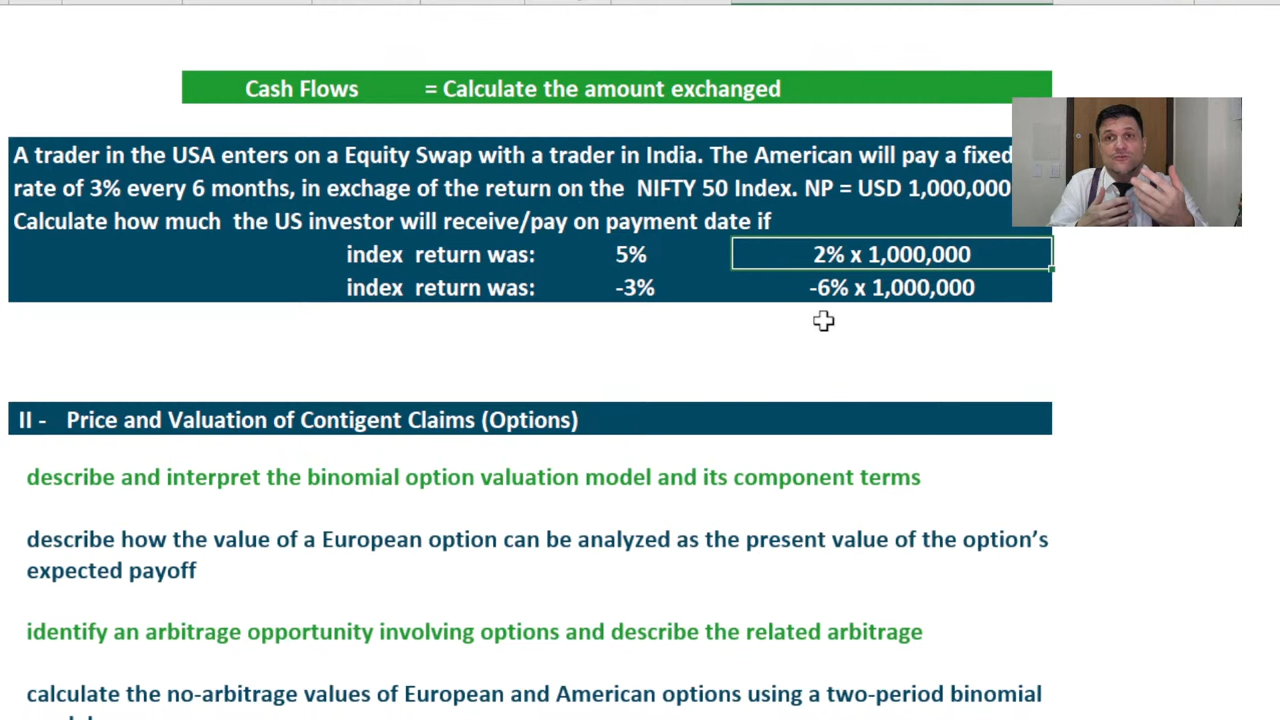 Cash Flows = Calculate the amount exchanged
A trader in the USA enters on a Equity Swap with a trader in India. The American will pay a fixed
rate of 3% every 6 months, in exchage of the return on the NIFTY 50 Index. NP = USD 1,000,000
Calculate how much the US investor will receive/pay on payment date if
index return was: 5% 2% x 1,000,000
index return was: -3% -6% x 1,000,000
II - Price and Valuation of Contigent Claims (Options)
describe and interpret the binomial option valuation model and its component terms
describe how the value of a European option can be analyzed as the present value of the option’s
expected payoff
identify an arbitrage opportunity involving options and describe the related arbitrage
calculate the no-arbitrage values of European and American options using a two-period binomial